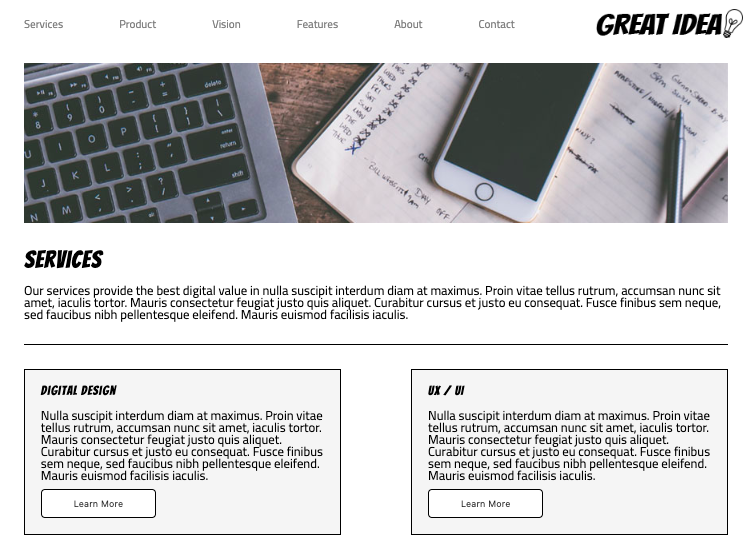 Services Product Vision Features About Contact GREAT IDEA
delete
return
shift
U I O P
J K L
N M
DAY OFF
SERVICES
Our services provide the best digital value in nulla suscipit interdum diam at maximus. Proin vitae tellus rutrum, accumsan nunc sit
amet, iaculis tortor. Mauris consectetur feugiat justo quis aliquet. Curabitur cursus et justo eu consequat. Fusce finibus sem neque,
sed faucibus nibh pellentesque eleifend. Mauris euismod facilisis iaculis.
DIGITAL DESIGN
Nulla suscipit interdum diam at maximus. Proin vitae
tellus rutrum, accumsan nunc sit amet, iaculis tortor.
Mauris consectetur feugiat justo quis aliquet.
Curabitur cursus et justo eu consequat. Fusce finibus
sem neque, sed faucibus nibh pellentesque eleifend.
Mauris euismod facilisis iaculis.
Learn More
UX / UI
Nulla suscipit interdum diam at maximus. Proin vitae
tellus rutrum, accumsan nunc sit amet, iaculis tortor.
Mauris consectetur feugiat justo quis aliquet.
Curabitur cursus et justo eu consequat. Fusce finibus
sem neque, sed faucibus nibh pellentesque eleifend.
Mauris euismod facilisis iaculis.
Learn More